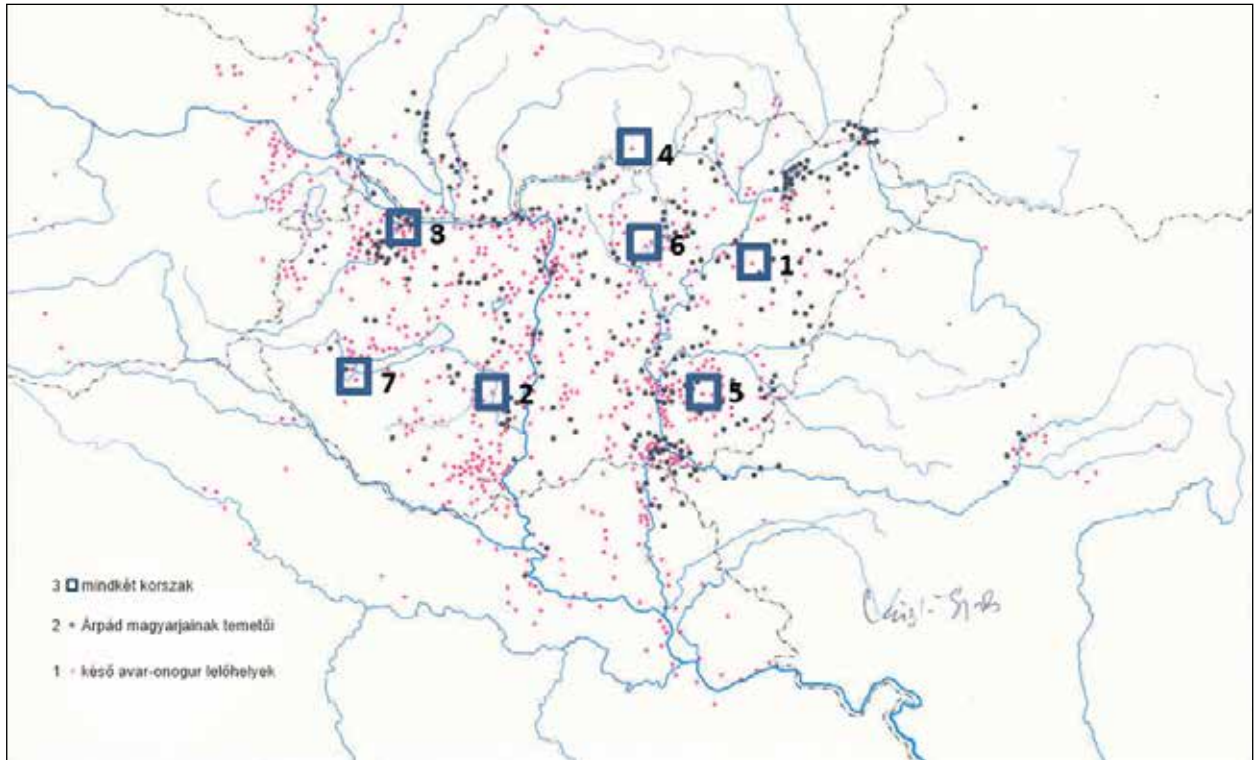 4
3
6
1
7
2
5
3 mindkét korszak
2 Árpád magyarjainak temetői
1 késő avar-onogur lelőhelyek